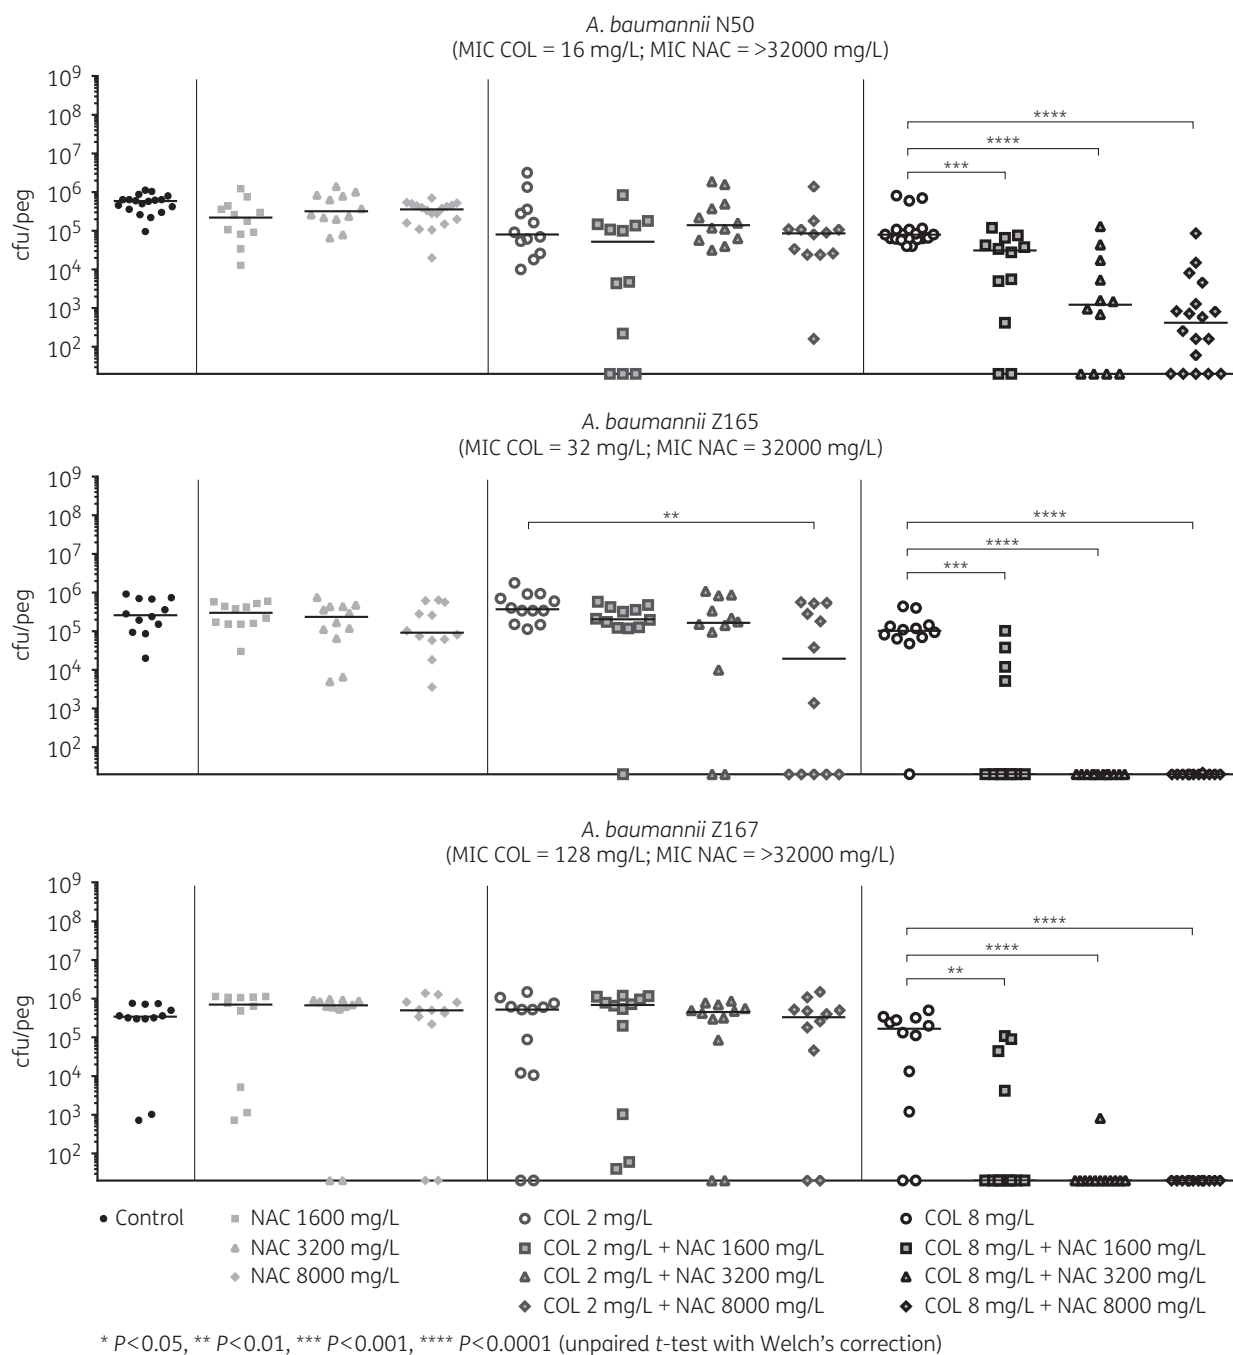 A. baumannii N50
(MIC COL = 16 mg/L; MIC NAC = >32000 mg/L)
10⁹
10⁸
10⁷
10⁶
10⁵
10⁴
10³
10²
cfu/peg
****
****
***
A. baumannii Z165
(MIC COL = 32 mg/L; MIC NAC = 32000 mg/L)
10⁹
10⁸
10⁷
10⁶
10⁵
10⁴
10³
10²
cfu/peg
**
****
****
***
A. baumannii Z167
(MIC COL = 128 mg/L; MIC NAC = >32000 mg/L)
10⁹
10⁸
10⁷
10⁶
10⁵
10⁴
10³
10²
cfu/peg
****
****
**
Control
NAC 1600 mg/L
NAC 3200 mg/L
NAC 8000 mg/L
COL 2 mg/L
COL 2 mg/L + NAC 1600 mg/L
COL 2 mg/L + NAC 3200 mg/L
COL 2 mg/L + NAC 8000 mg/L
COL 8 mg/L
COL 8 mg/L + NAC 1600 mg/L
COL 8 mg/L + NAC 3200 mg/L
COL 8 mg/L + NAC 8000 mg/L
* P<0.05, ** P<0.01, *** P<0.001, **** P<0.0001 (unpaired t-test with Welch's correction)